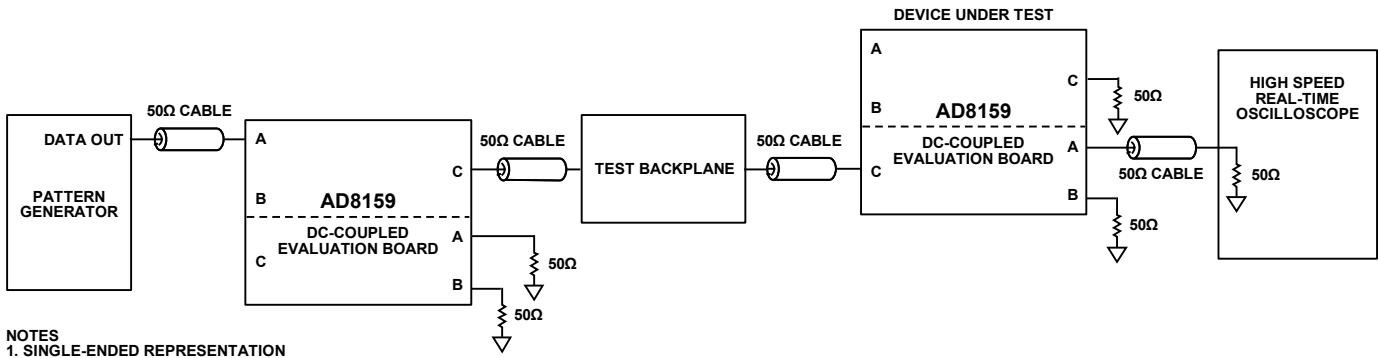 DEVICE UNDER TEST
50Ω CABLE
DATA OUT
PATTERN
GENERATOR
A
B
C
C
AD8159
DC-COUPLED
EVALUATION BOARD
A
B
50Ω
50Ω
50Ω CABLE
TEST BACKPLANE
50Ω CABLE
A
B
C
C
AD8159
DC-COUPLED
EVALUATION BOARD
A
B
50Ω
50Ω
50Ω CABLE
HIGH SPEED
REAL-TIME
OSCILLOSCOPE
50Ω
NOTES
1. SINGLE-ENDED REPRESENTATION